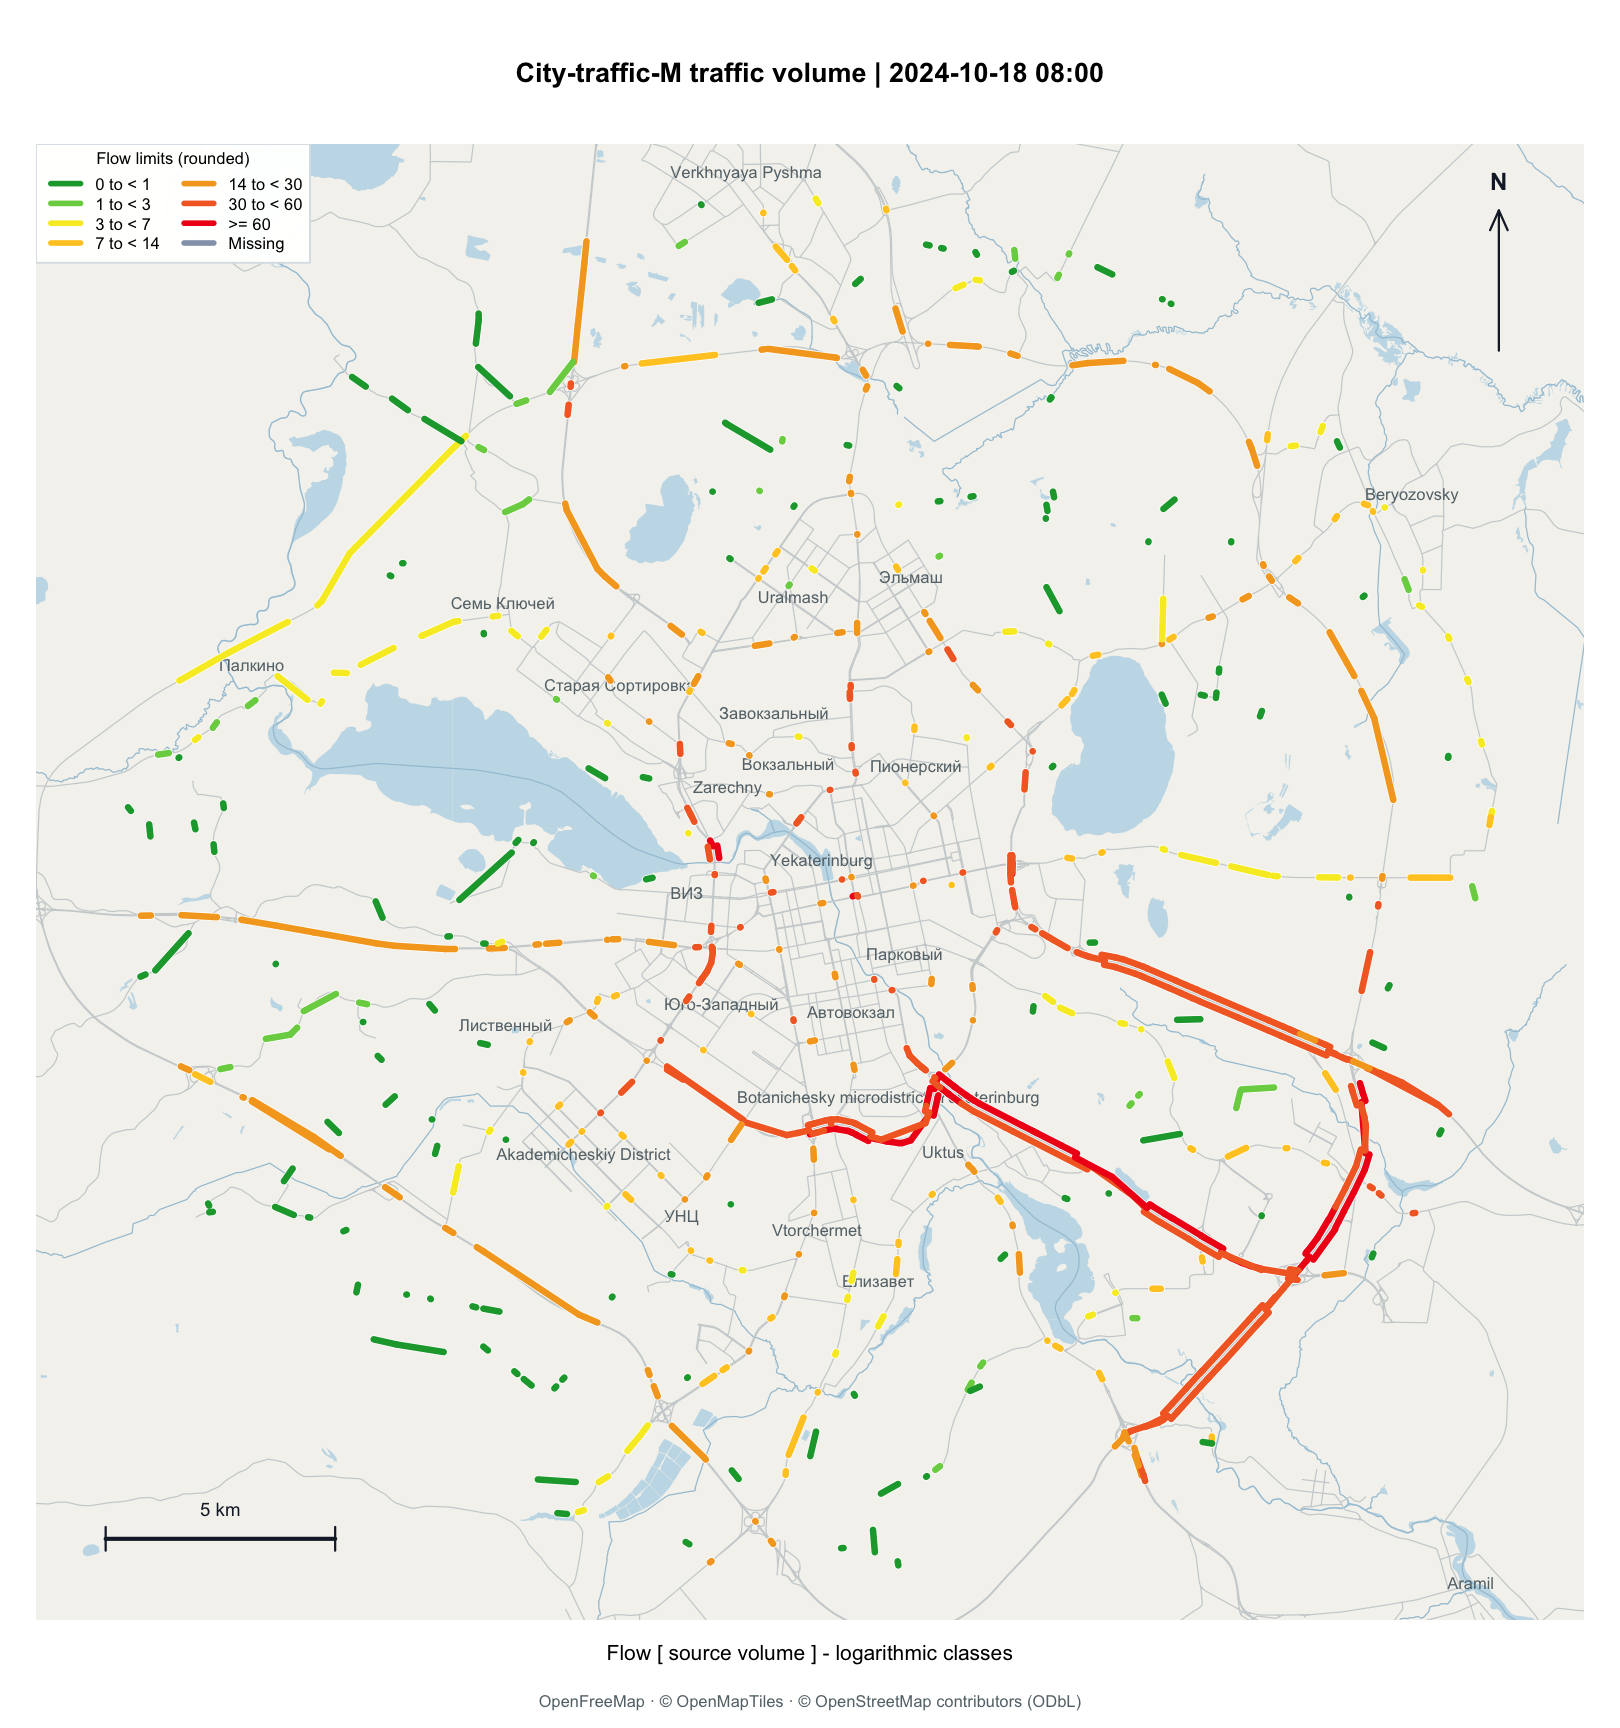 City-traffic-M traffic volume | 2024-10-18 08:00
Flow limits (rounded)
0 to < 1
1 to < 3
3 to < 7
7 to < 14
14 to < 30
30 to < 60
>= 60
Missing
N
Verkhnyaya Pyshma
Beryozovsky
Эльмаш
Uralmash
Семь Ключей
Палкино
Старая Сортировка
Завокзальный
Вокзальный
Пионерский
Zarechny
Yekaterinburg
ВИЗ
Парковый
Юго-Западный
Автовокзал
Лиственный
Botanichesky microdistrict, Yekaterinburg
Akademicheskiy District
Uktus
УНЦ
Vtorchermet
Елизавет
5 km
Aramil
Flow [ source volume ] - logarithmic classes
OpenFreeMap · © OpenMapTiles · © OpenStreetMap contributors (ODbL)